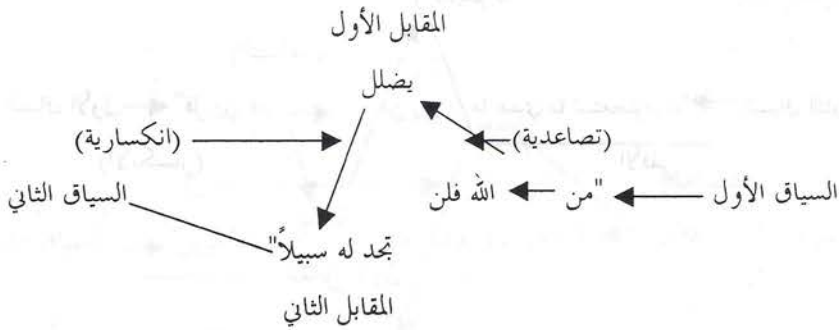 المقابل الأول
يضلل
(تصاعدية) (انكسارية)
السياق الأول "من الله فلن السياق الثاني
تجد له سبيلاً"
المقابل الثاني